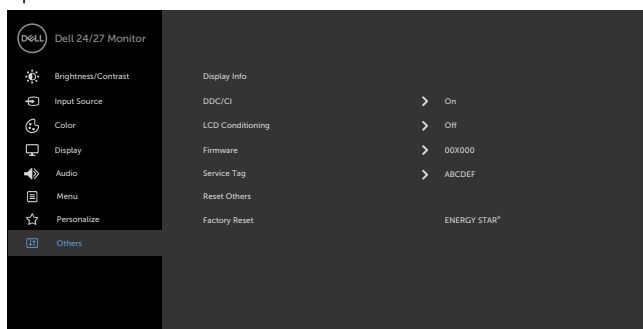 DELL Dell 24/27 Monitor
Brightness/Contrast Display Info
Input Source DDC/CI On
Color LCD Conditioning Off
Display Firmware 00X000
Audio Service Tag ABCDEF
Menu Reset Others
Personalize Factory Reset ENERGY STAR®
Others